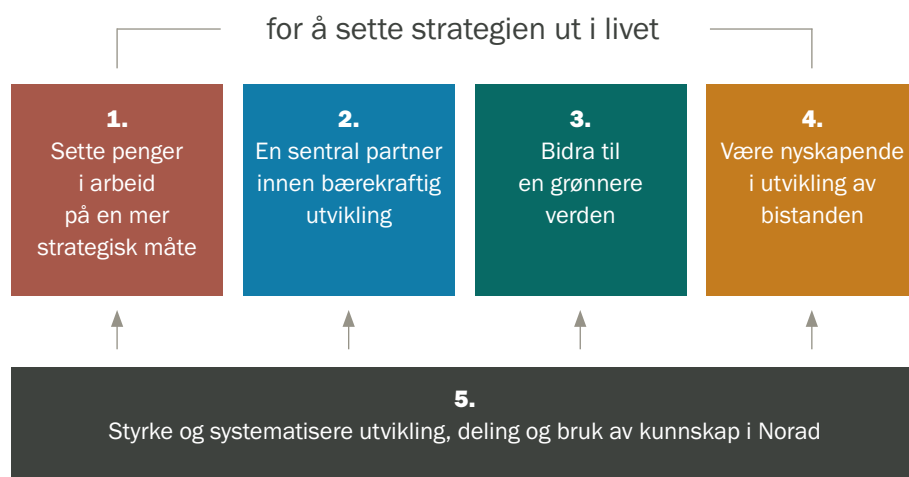 for å sette strategien ut i livet
1.
Sette penger
i arbeid
på en mer
strategisk måte
2.
En sentral partner
innen bærekraftig
utvikling
3.
Bidra til
en grønnere
verden
4.
Være nyskapende
i utvikling av
bistanden
5.
Styrke og systematisere utvikling, deling og bruk av kunnskap i Norad